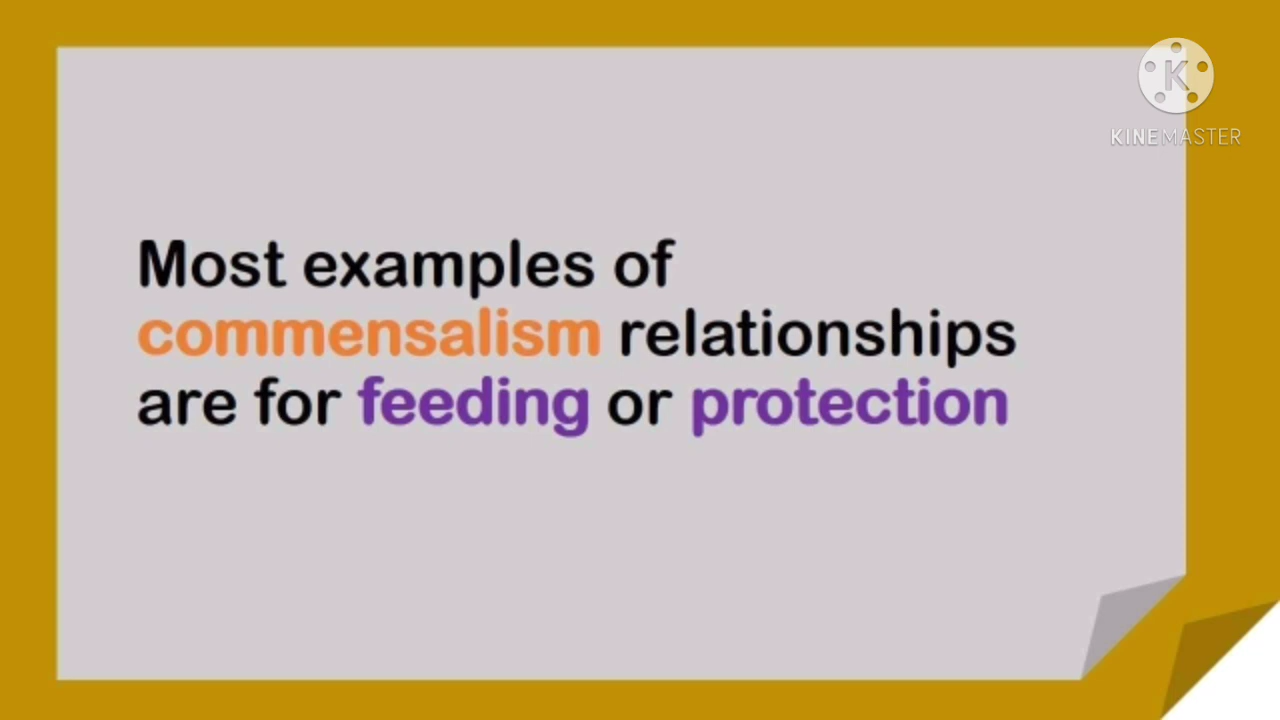 K
KINEMASTER
Most examples of
commensalism relationships
are for feeding or protection